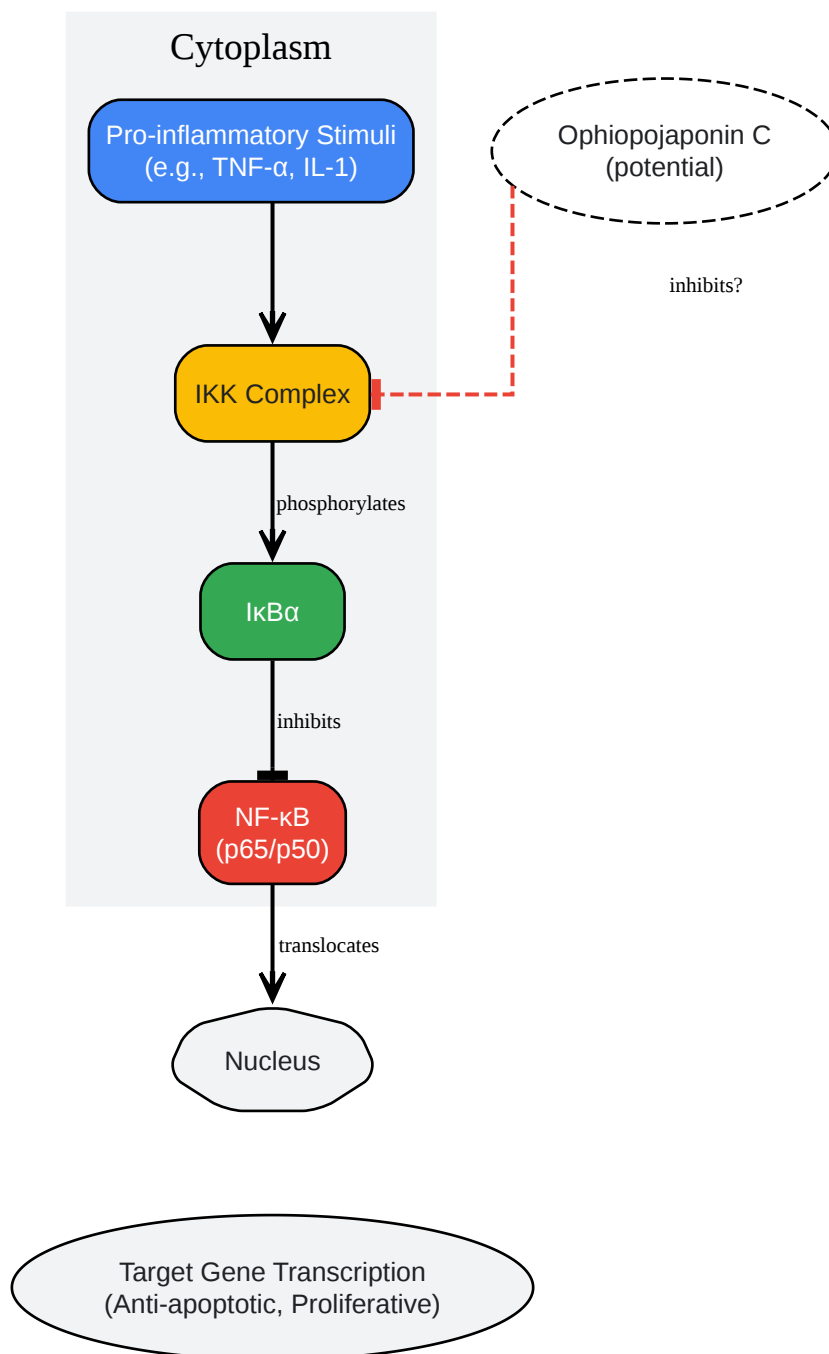 Cytoplasm
Pro-inflammatory Stimuli
(e.g., TNF-α, IL-1)
Ophiopojaponin C
(potential)
inhibits?
IKK Complex
phosphorylates
IκBα
inhibits
NF-κB
(p65/p50)
translocates
Nucleus
Target Gene Transcription
(Anti-apoptotic, Proliferative)